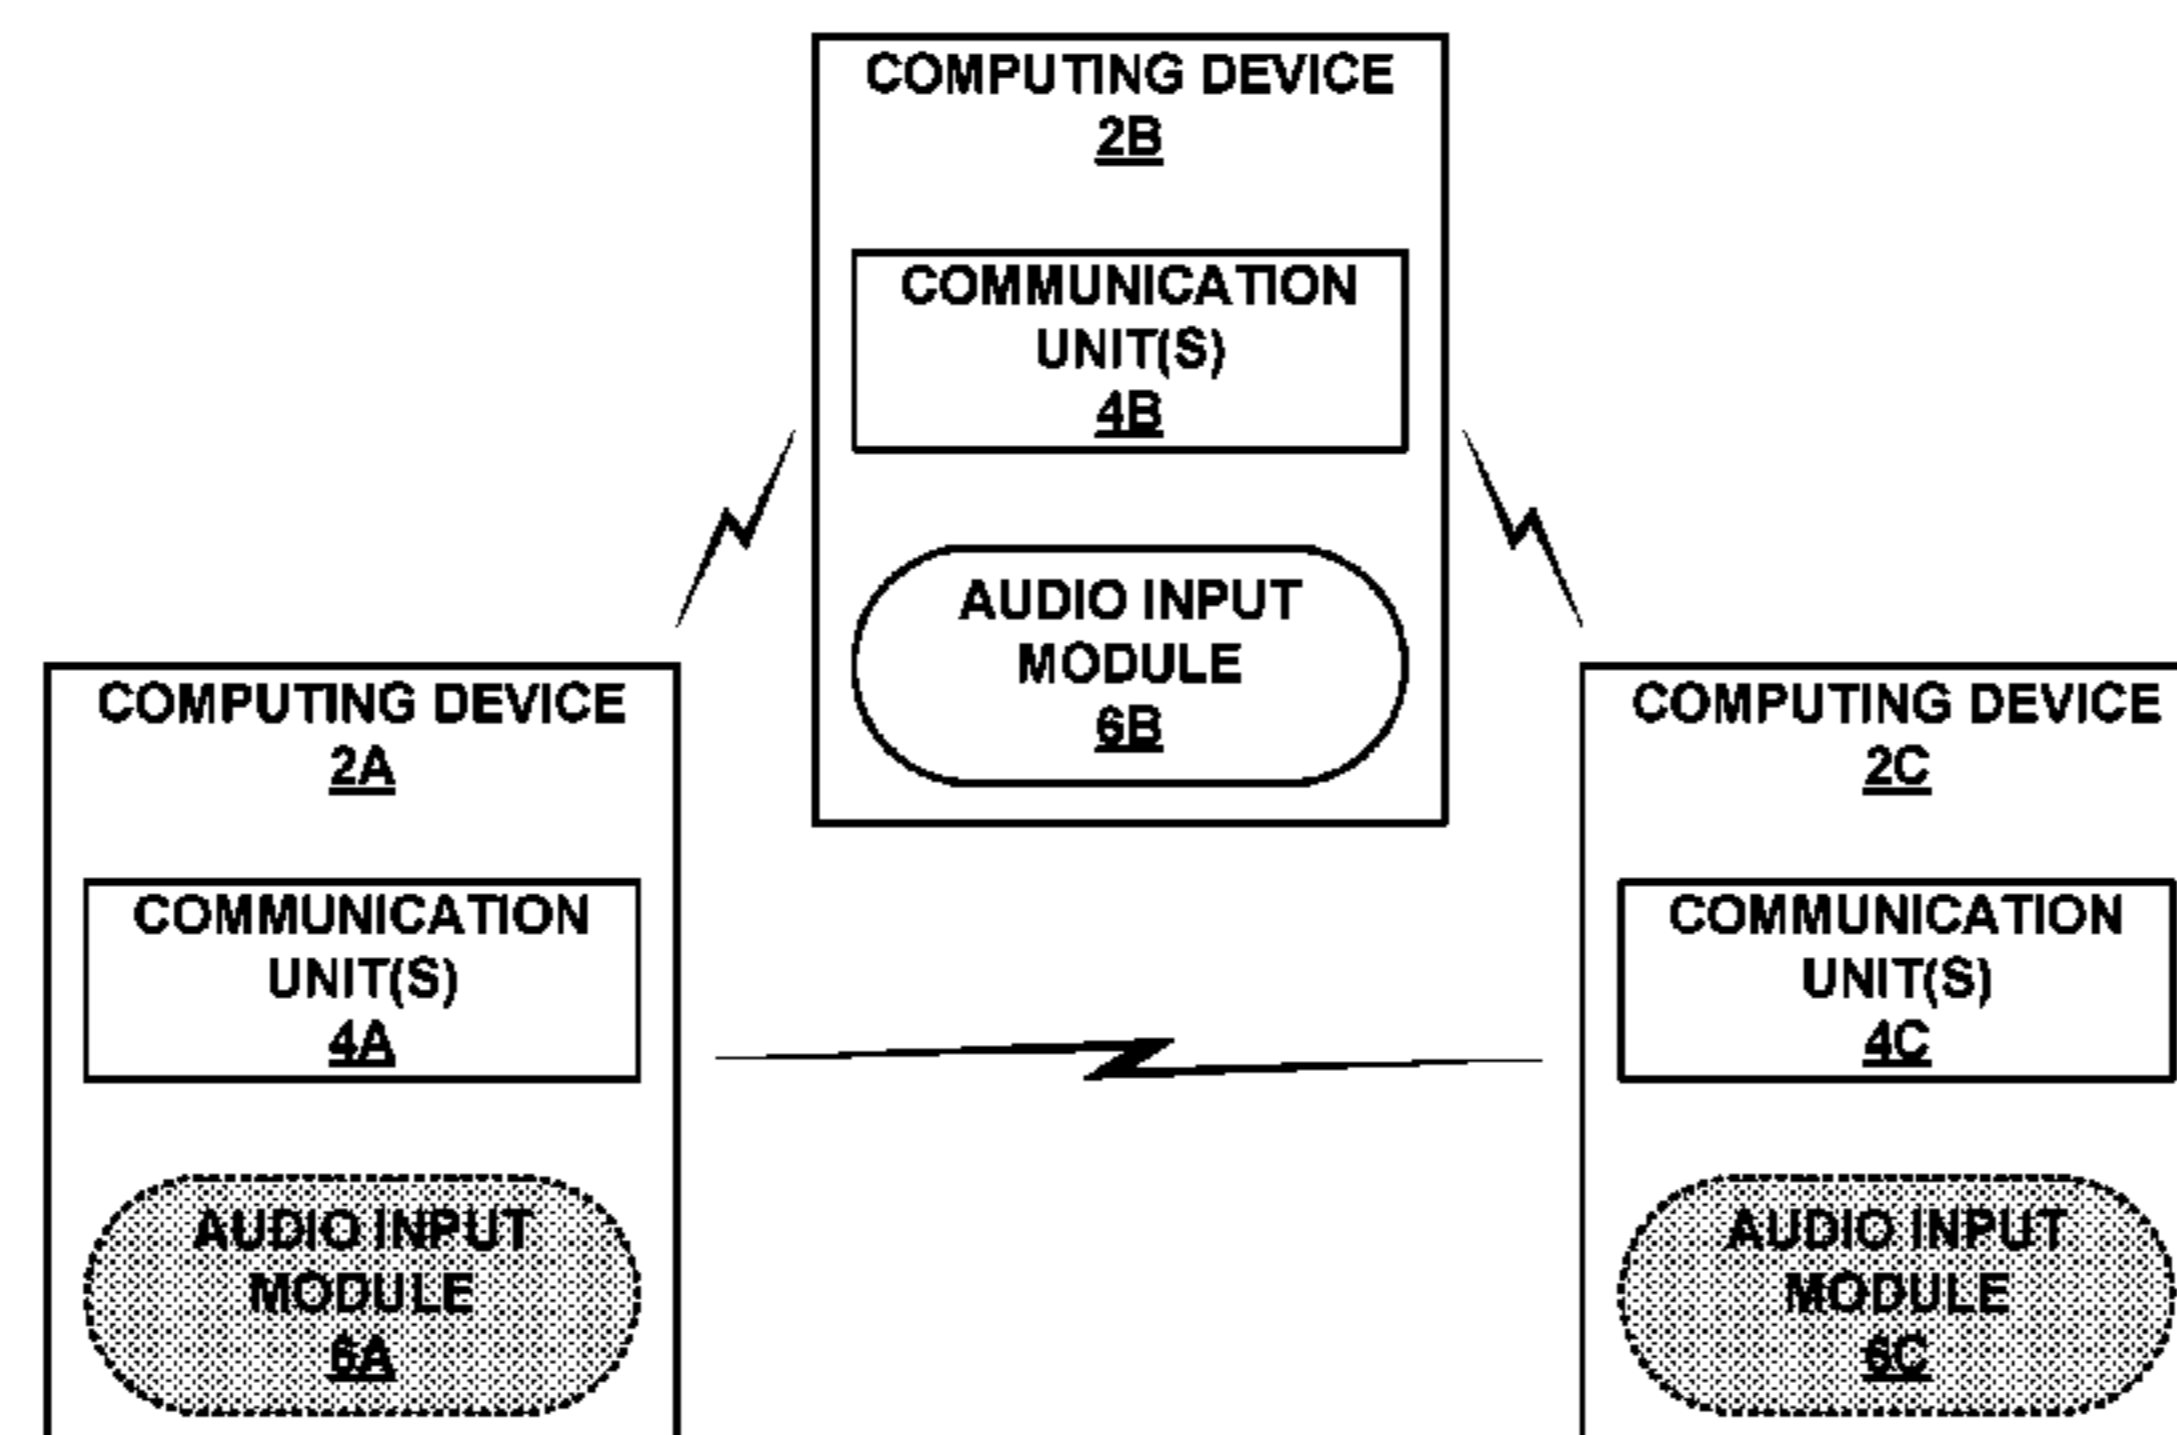 COMPUTING DEVICE
2B
COMMUNICATION
UNIT(S)
4B
AUDIO INPUT
MODULE
6B
COMPUTING DEVICE
2A
COMMUNICATION
UNIT(S)
4A
AUDIO INPUT
MODULE
6A
COMPUTING DEVICE
2C
COMMUNICATION
UNIT(S)
4C
AUDIO INPUT
MODULE
6C